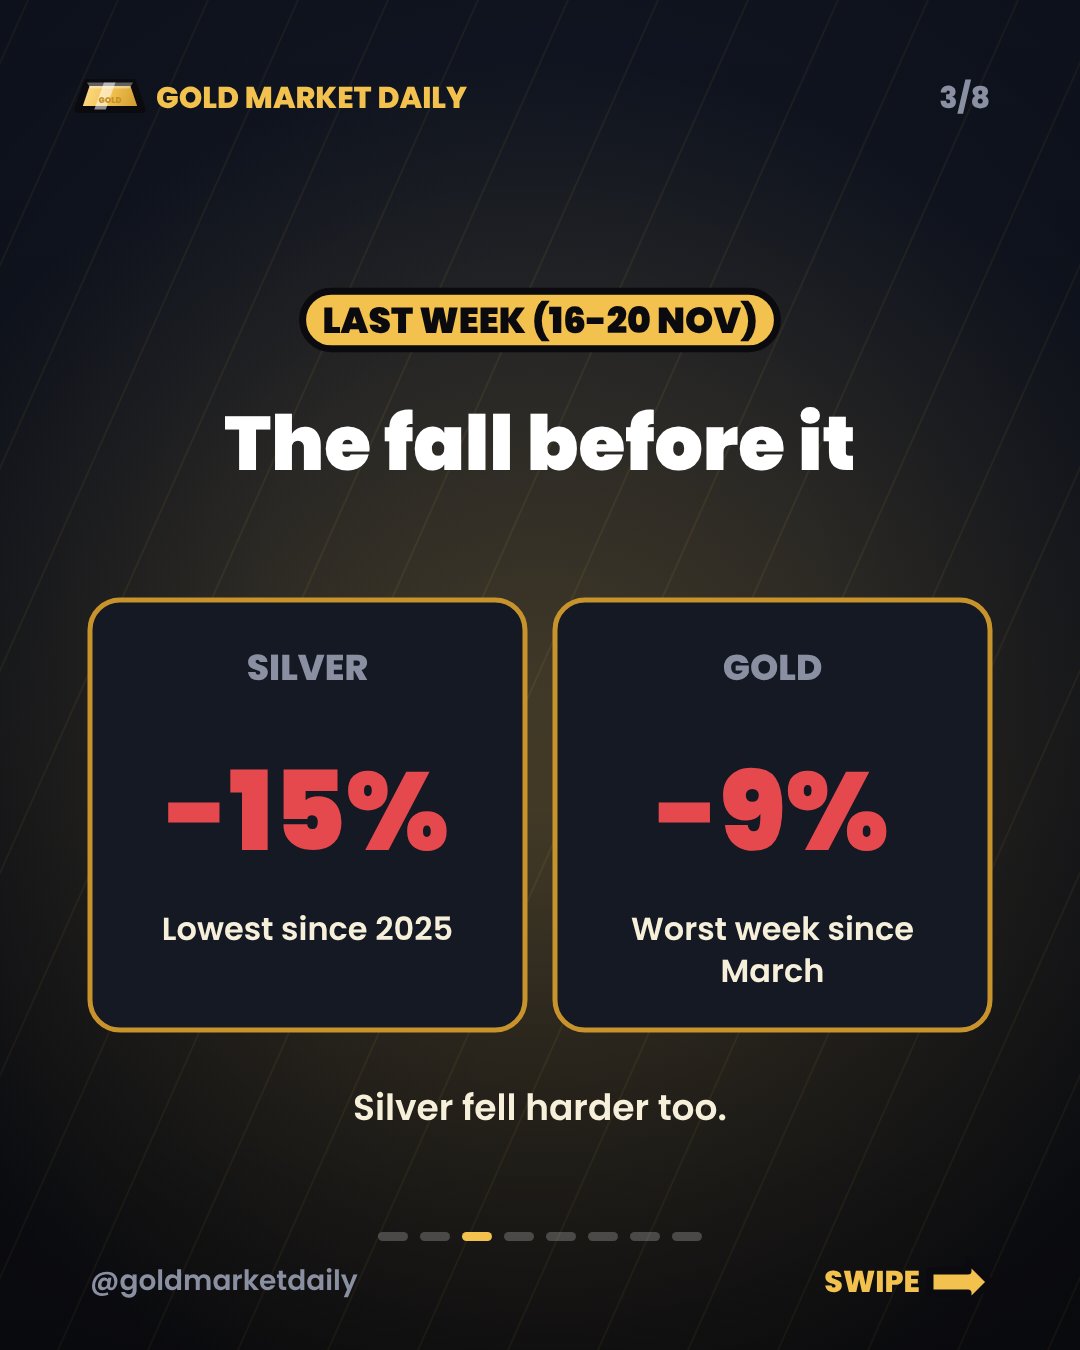 GOLD
GOLD MARKET DAILY
3/8
LAST WEEK (16-20 NOV)
The fall before it
SILVER
-15%
Lowest since 2025
GOLD
-9%
Worst week since
March
Silver fell harder too.
@goldmarketdaily
SWIPE